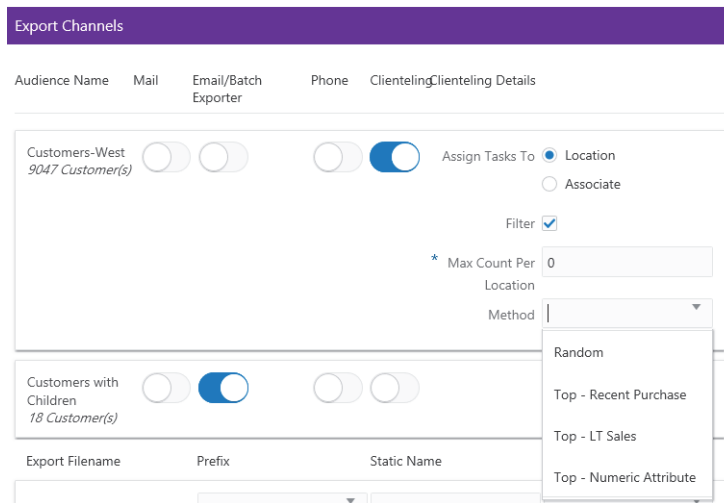 Export Channels
Audience Name Mail Email/Batch Exporter Phone Clienteling Clienteling Details
Customers-West
9047 Customer(s)
Assign Tasks To Location
Associate
Filter
* Max Count Per Location 0
Method
Random
Top - Recent Purchase
Top - LT Sales
Top - Numeric Attribute
Customers with
Children
18 Customer(s)
Export Filename Prefix Static Name